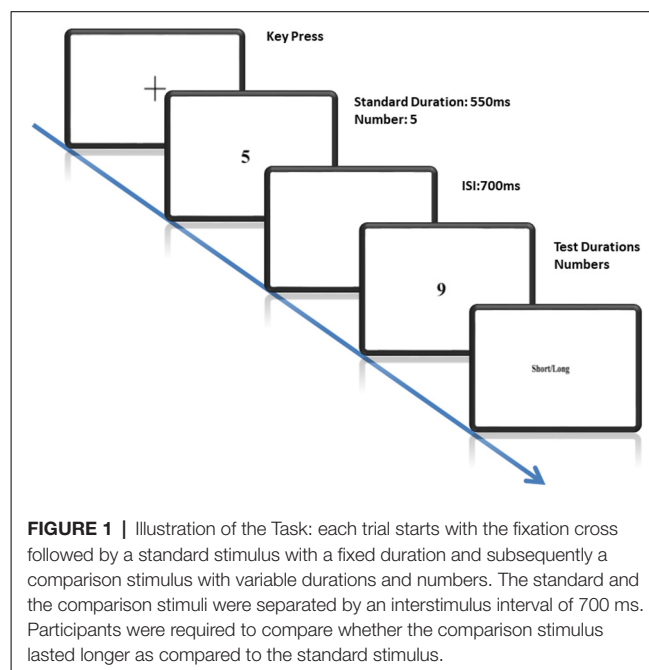 Key Press
Standard Duration: 550ms
Number: 5
5
ISI:700ms
Test Durations
Numbers
9
Short/Long
FIGURE 1 | Illustration of the Task: each trial starts with the fixation cross
followed by a standard stimulus with a fixed duration and subsequently a
comparison stimulus with variable durations and numbers. The standard and
the comparison stimuli were separated by an interstimulus interval of 700 ms.
Participants were required to compare whether the comparison stimulus
lasted longer as compared to the standard stimulus.